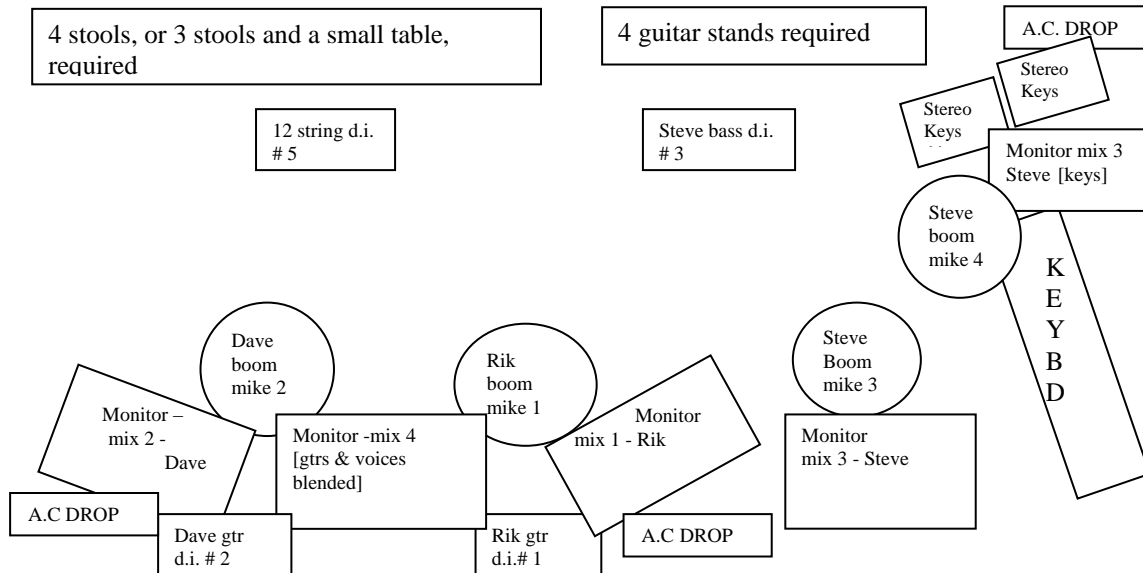 4 stools, or 3 stools and a small table,
required
4 guitar stands required
A.C. DROP
Stereo
Keys
Stereo
Keys
12 string d.i.
# 5
Steve bass d.i.
# 3
Monitor mix 3
Steve [keys]
Steve
boom
mike 4
K
E
Y
B
D
Dave
boom
mike 2
Rik
boom
mike 1
Steve
Boom
mike 3
Monitor –
mix 2 -
Dave
Monitor -mix 4
[gtrs & voices
blended]
Monitor
mix 1 - Rik
Monitor
mix 3 - Steve
A.C DROP
Dave gtr
d.i. # 2
Rik gtr
d.i.# 1
A.C DROP